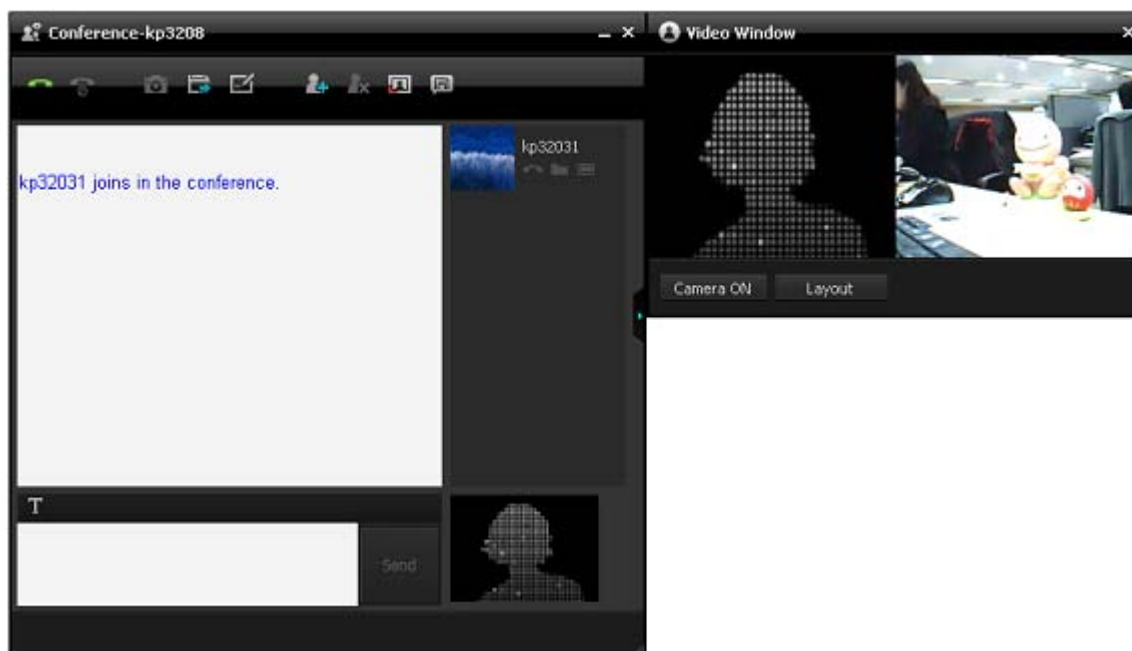 Conference-kp3208
Video Window
kp32031
kp32031 joins in the conference.
Camera ON
Layout
T
Send